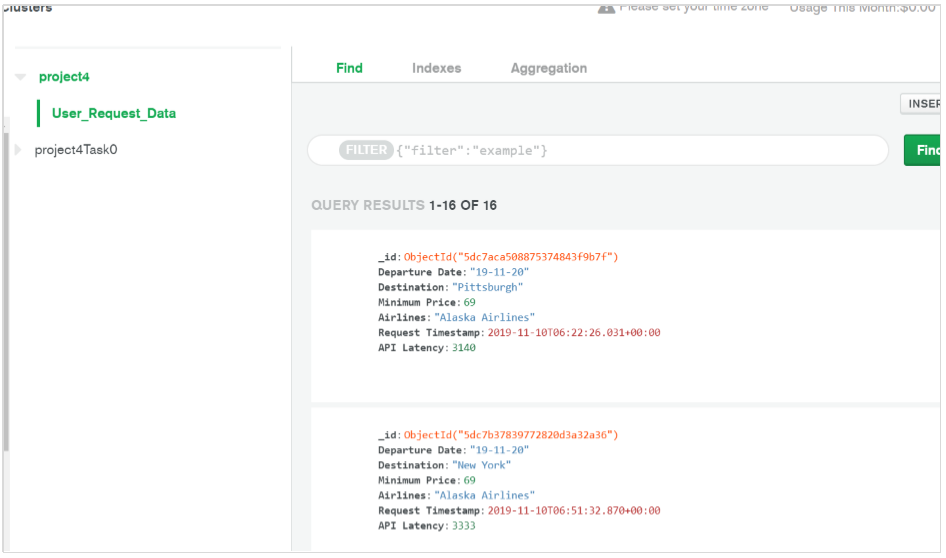 Clusters
Please set your time zone Usage This Month:$0.00
project4
User_Request_Data
project4Task0
Find Indexes Aggregation
FILTER {"filter":"example"}
QUERY RESULTS 1-16 OF 16
_id:ObjectId("5dc7aca508875374843f9b7f")
Departure Date:"19-11-20"
Destination:"Pittsburgh"
Minimum Price:69
Airlines:"Alaska Airlines"
Request Timestamp:2019-11-10T06:22:26.031+00:00
API Latency:3140
_id:ObjectId("5dc7b37839772820d3a32a36")
Departure Date:"19-11-20"
Destination:"New York"
Minimum Price:69
Airlines:"Alaska Airlines"
Request Timestamp:2019-11-10T06:51:32.870+00:00
API Latency:3333